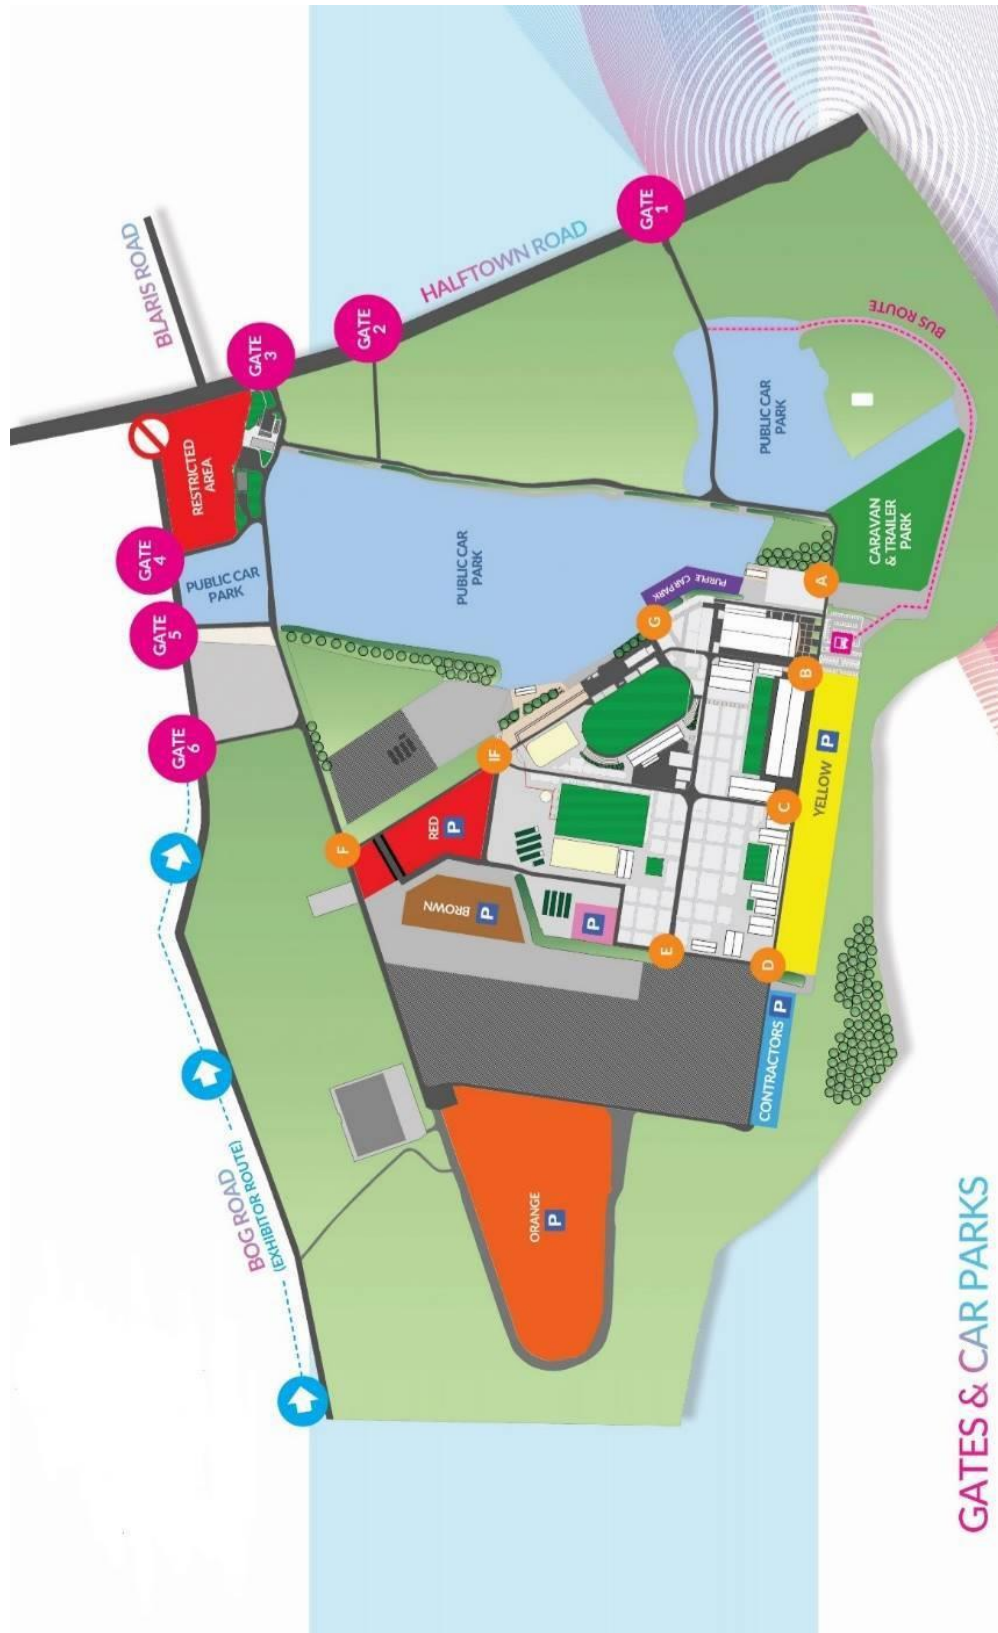 GATES & CAR PARKS
BOG ROAD
(EXHIBITOR ROUTE)
GATE
6
GATE
5
GATE
4
GATE
3
GATE
2
GATE
1
BLARIS ROAD
HALFTOWN ROAD
RESTRICTED
AREA
PUBLIC CAR
PARK
PUBLIC CAR
PARK
PUBLIC CAR
PARK
BUS ROUTE
CARAVAN
& TRAILER
PARK
PURPLE
CAR PARK
ORANGE
P
BROWN
P
RED
P
P
YELLOW P
CONTRACTORS P
A
B
C
D
E
F
IF
G